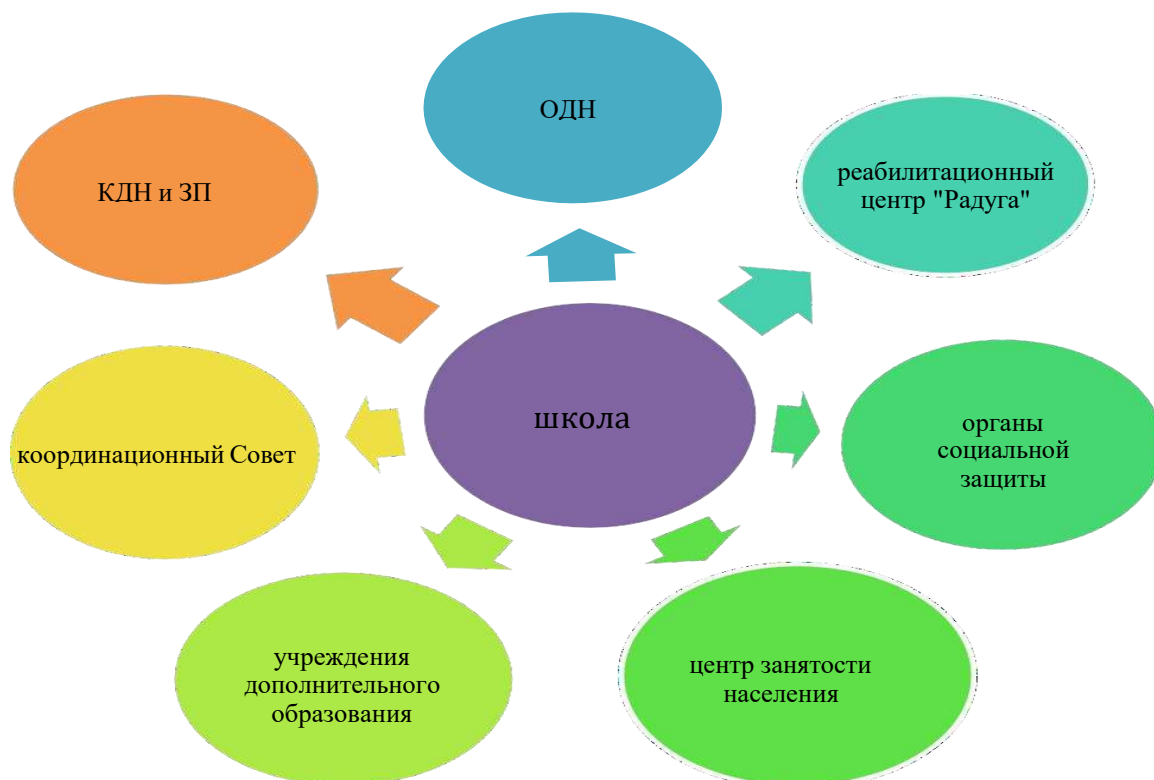 ОДН
КДН и ЗП
реабилитационный
центр "Радуга"
школа
координационный Совет
органы
социальной
защиты
учреждения
дополнительного
образования
центр занятости
населения